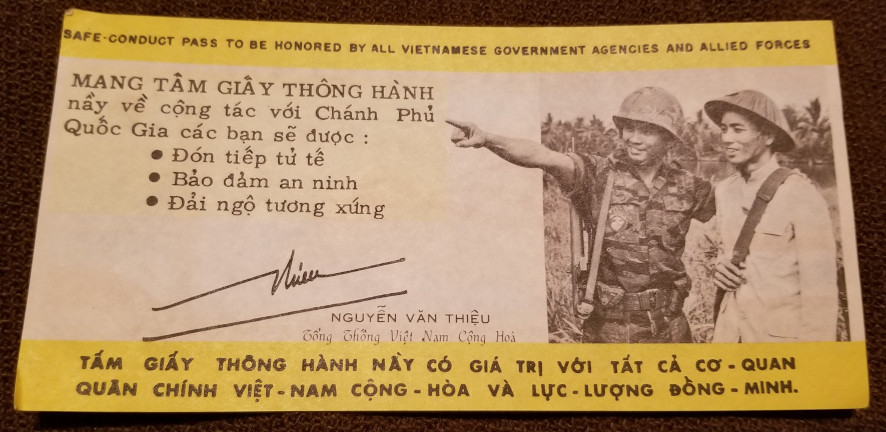 SAFE-CONDUCT PASS TO BE HONORED BY ALL VIETNAMESE GOVERNMENT AGENCIES AND ALLIED FORCES
MANG TẤM GIẤY THÔNG HÀNH
nầy về cộng tác với Chánh Phủ
Quốc Gia các bạn sẽ được :
● Đón tiếp tử tế
● Bảo đảm an ninh
● Đãi ngộ tương xứng
Thieu
NGUYỄN VĂN THIỆU
Tổng Thống Việt Nam Cộng Hoà
TẤM GIẤY THÔNG HÀNH NẦY CÓ GIÁ TRỊ VỚI TẤT CẢ CƠ - QUAN
QUÂN CHÍNH VIỆT - NAM CỘNG - HÒA VÀ LỰC - LƯỢNG ĐỒNG - MINH.